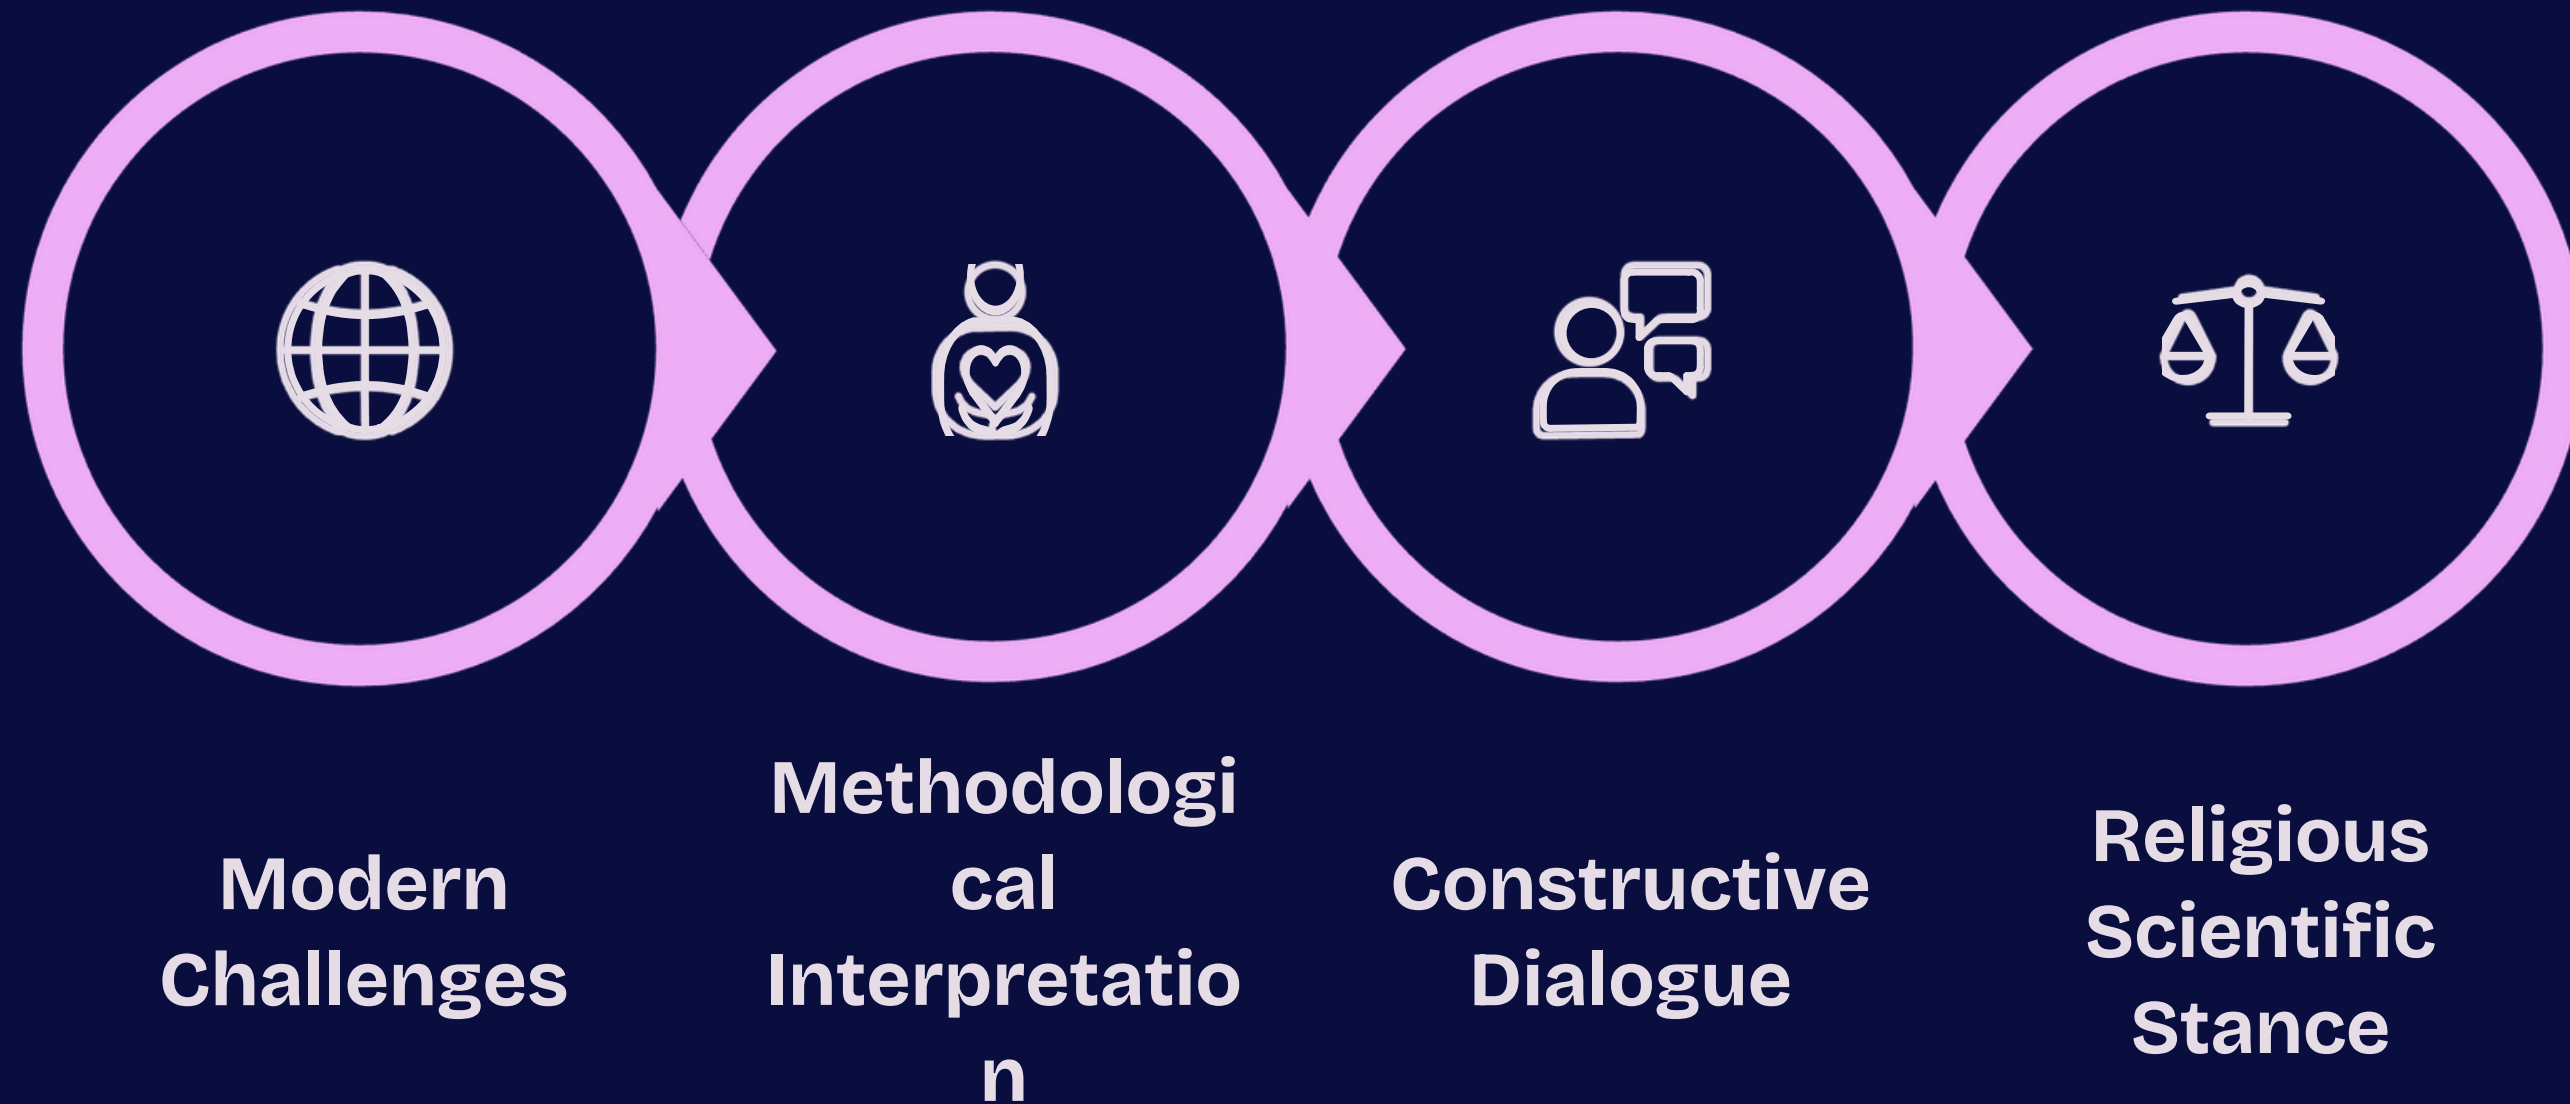 Modern
Challenges
Methodologi
cal
Interpretatio
n
Constructive
Dialogue
Religious
Scientific
Stance